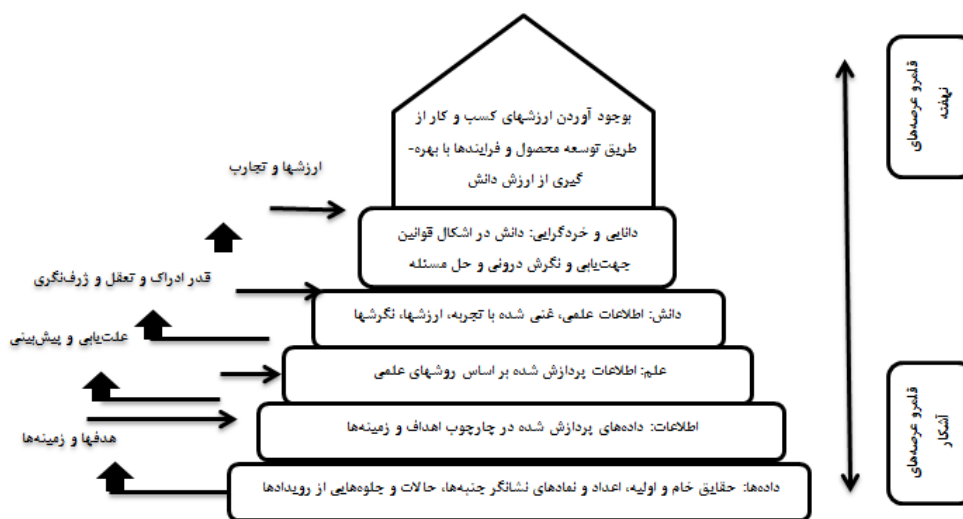 بوجود آوردن ارزشهای کسب و کار از
طریق توسعه محصول و فرایندها با بهره-
گیری از ارزش دانش
قلمرو عرصه‌های
نهفته
ارزشها و تجارب
دانایی و خردگرایی: دانش در اشکال قوانین
جهت‌یابی و نگرش درونی و حل مسئله
قدر ادراک و تعقل و ژرف‌نگری
دانش: اطلاعات علمی، غنی شده با تجربه، ارزشها، نگرشها
علت‌یابی و پیش‌بینی
علم: اطلاعات پردازش شده بر اساس روشهای علمی
اطلاعات: داده‌های پردازش شده در چارچوب اهداف و زمینه‌ها
هدفها و زمینه‌ها
قلمرو عرصه‌های
آشکار
داده‌ها: حقایق خام و اولیه، اعداد و نمادهای نشانگر جنبه‌ها، حالات و جلوه‌هایی از رویدادها